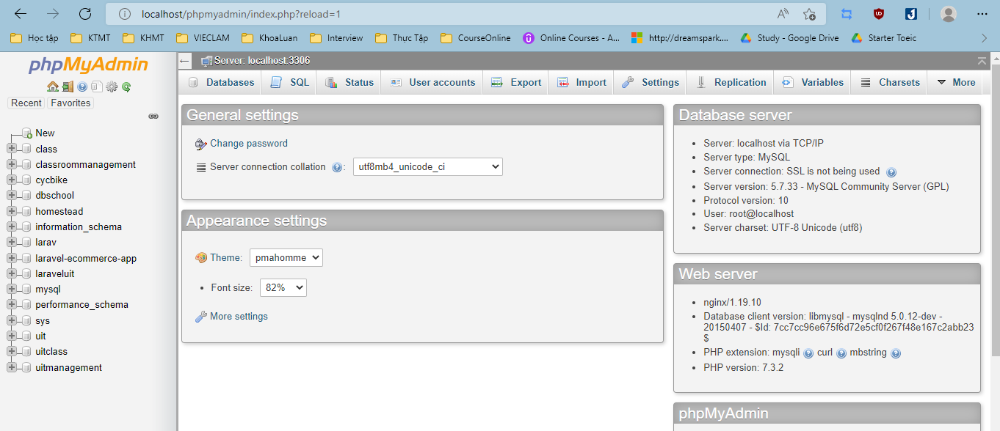 localhost/phpmyadmin/index.php?reload=1
Học tập KTMT KHMT VIECLAM KhoaLuan Interview Thực Tập CourseOnline Online Courses - A... http://dreamspark.... Study - Google Drive Starter Toeic
phpMyAdmin
Recent Favorites
New
class
classroommanagement
cycbike
dbschool
homestead
information_schema
larav
laravel-ecommerce-app
laraveluit
mysql
performance_schema
sys
uit
uitclass
uitmanagement
Server: localhost:3306
Databases SQL Status User accounts Export Import Settings Replication Variables Charsets More
General settings
Change password
Server connection collation : utf8mb4_unicode_ci
Appearance settings
Theme: pmahomme
Font size: 82%
More settings
Database server
Server: localhost via TCP/IP
Server type: MySQL
Server connection: SSL is not being used
Server version: 5.7.33 - MySQL Community Server (GPL)
Protocol version: 10
User: root@localhost
Server charset: UTF-8 Unicode (utf8)
Web server
nginx/1.19.10
Database client version: libmysql - mysqlnd 5.0.12-dev -
20150407 - $Id: 7cc7cc96e675f6d72e5cf0f267f48e167c2abb23
$
PHP extension: mysqli curl mbstring
PHP version: 7.3.2
phpMyAdmin